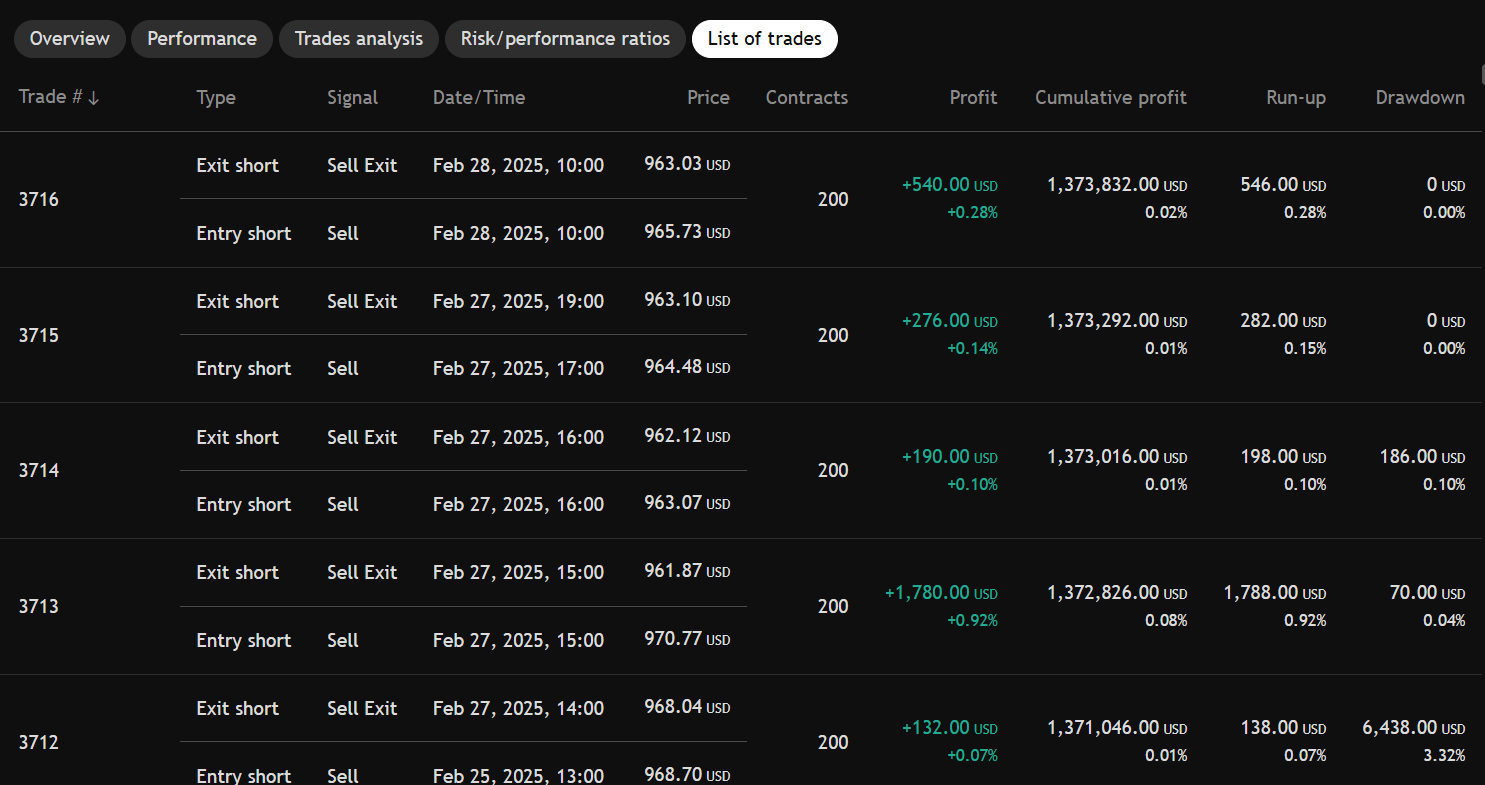 Overview Performance Trades analysis Risk/performance ratios List of trades
Trade # ↓ Type Signal Date/Time Price Contracts Profit Cumulative profit Run-up Drawdown
Exit short Sell Exit Feb 28, 2025, 10:00 963.03 USD
3716 200 +540.00 USD 1,373,832.00 USD 546.00 USD 0 USD
+0.28% 0.02% 0.28% 0.00%
Entry short Sell Feb 28, 2025, 10:00 965.73 USD
Exit short Sell Exit Feb 27, 2025, 19:00 963.10 USD
3715 200 +276.00 USD 1,373,292.00 USD 282.00 USD 0 USD
+0.14% 0.01% 0.15% 0.00%
Entry short Sell Feb 27, 2025, 17:00 964.48 USD
Exit short Sell Exit Feb 27, 2025, 16:00 962.12 USD
3714 200 +190.00 USD 1,373,016.00 USD 198.00 USD 186.00 USD
+0.10% 0.01% 0.10% 0.10%
Entry short Sell Feb 27, 2025, 16:00 963.07 USD
Exit short Sell Exit Feb 27, 2025, 15:00 961.87 USD
3713 200 +1,780.00 USD 1,372,826.00 USD 1,788.00 USD 70.00 USD
+0.92% 0.08% 0.92% 0.04%
Entry short Sell Feb 27, 2025, 15:00 970.77 USD
Exit short Sell Exit Feb 27, 2025, 14:00 968.04 USD
3712 200 +132.00 USD 1,371,046.00 USD 138.00 USD 6,438.00 USD
+0.07% 0.01% 0.07% 3.32%
Entry short Sell Feb 25, 2025, 13:00 968.70 USD